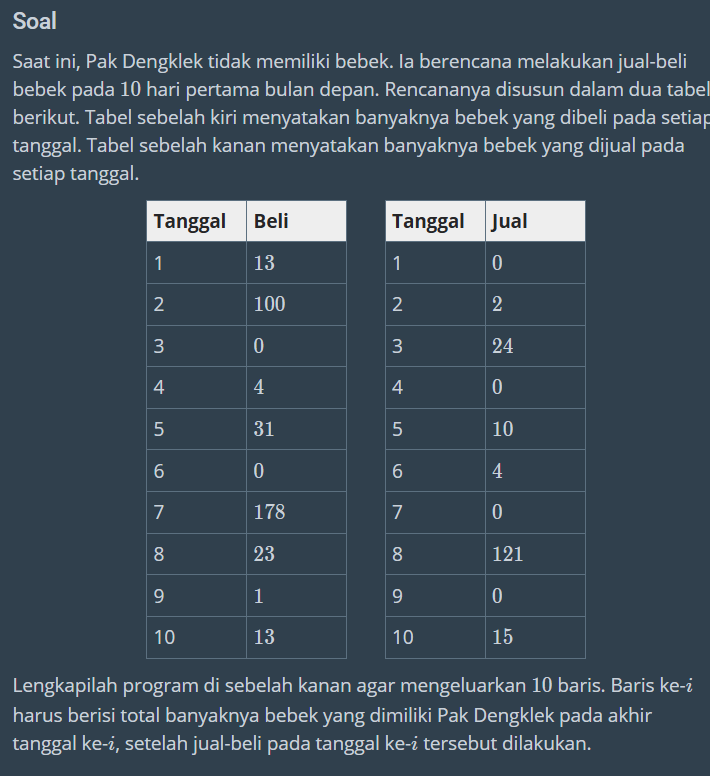 Soal
Saat ini, Pak Dengklek tidak memiliki bebek. Ia berencana melakukan jual-beli
bebek pada 10 hari pertama bulan depan. Rencananya disusun dalam dua tabel
berikut. Tabel sebelah kiri menyatakan banyaknya bebek yang dibeli pada setiap
tanggal. Tabel sebelah kanan menyatakan banyaknya bebek yang dijual pada
setiap tanggal.
Tanggal Beli Tanggal Jual
1 13 1 0
2 100 2 2
3 0 3 24
4 4 4 0
5 31 5 10
6 0 6 4
7 178 7 0
8 23 8 121
9 1 9 0
10 13 10 15
Lengkapilah program di sebelah kanan agar mengeluarkan 10 baris. Baris ke-i
harus berisi total banyaknya bebek yang dimiliki Pak Dengklek pada akhir
tanggal ke-i, setelah jual-beli pada tanggal ke-i tersebut dilakukan.